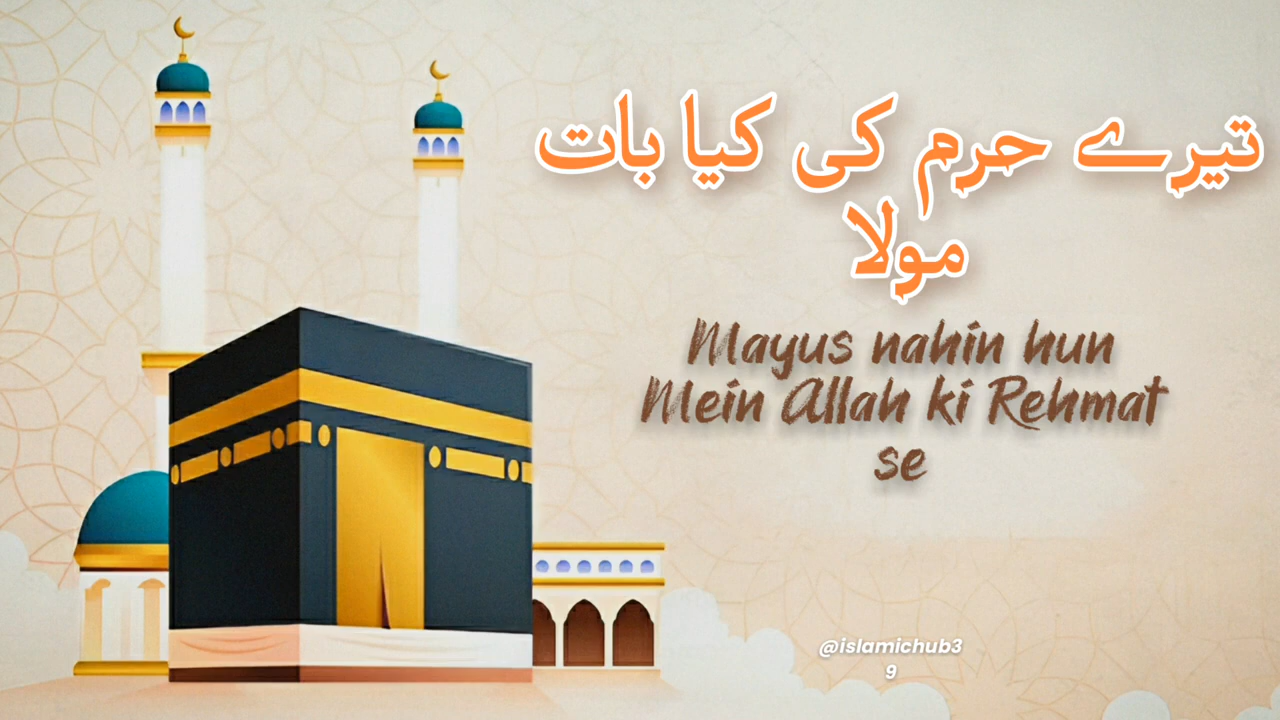 تیرے حرم کی کیا بات
مولا
Mayus nahin hun
Mein Allah ki Rehmat
se
@islamichub3
9